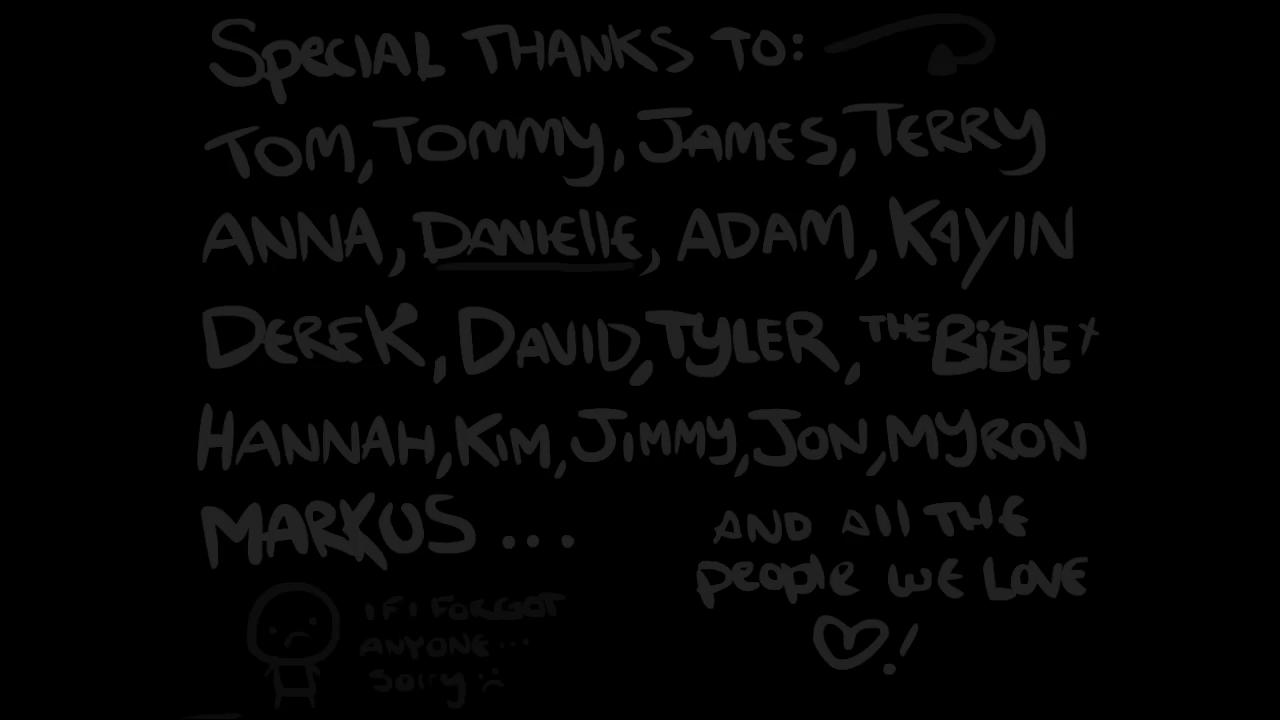 Special THANKS TO:
TOM, TOMMY, JAMES, TERRY
ANNA, DANIElle, ADAM, KAYIN
DEREK, DAVID, TYLER, THE BiBLE
HANNAH, KiM, JiMMY, JON, MYRON
MARKUS ...
AND All THE
people WE LOVE
!
IF I FORGOT
ANYONE...
Sorry :(